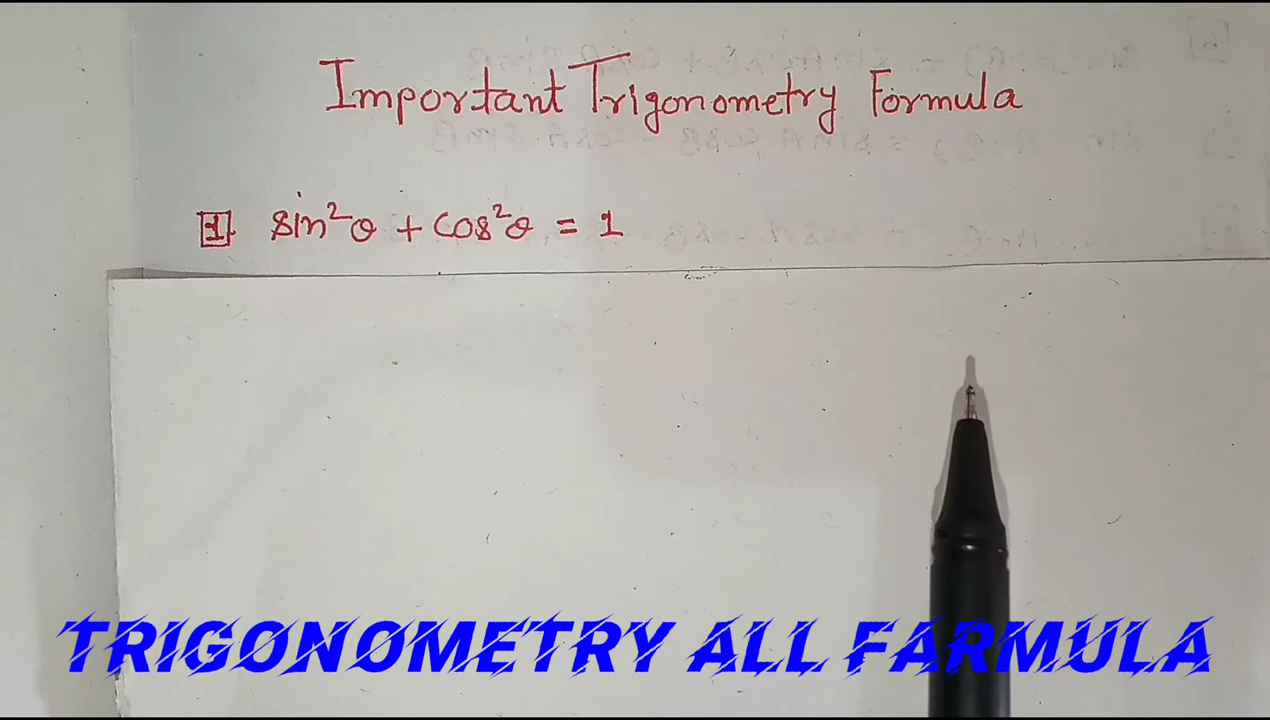 Important Trigonometry Formula
1 sin²θ + cos²θ = 1
TRIGONOMETRY ALL FARMULA